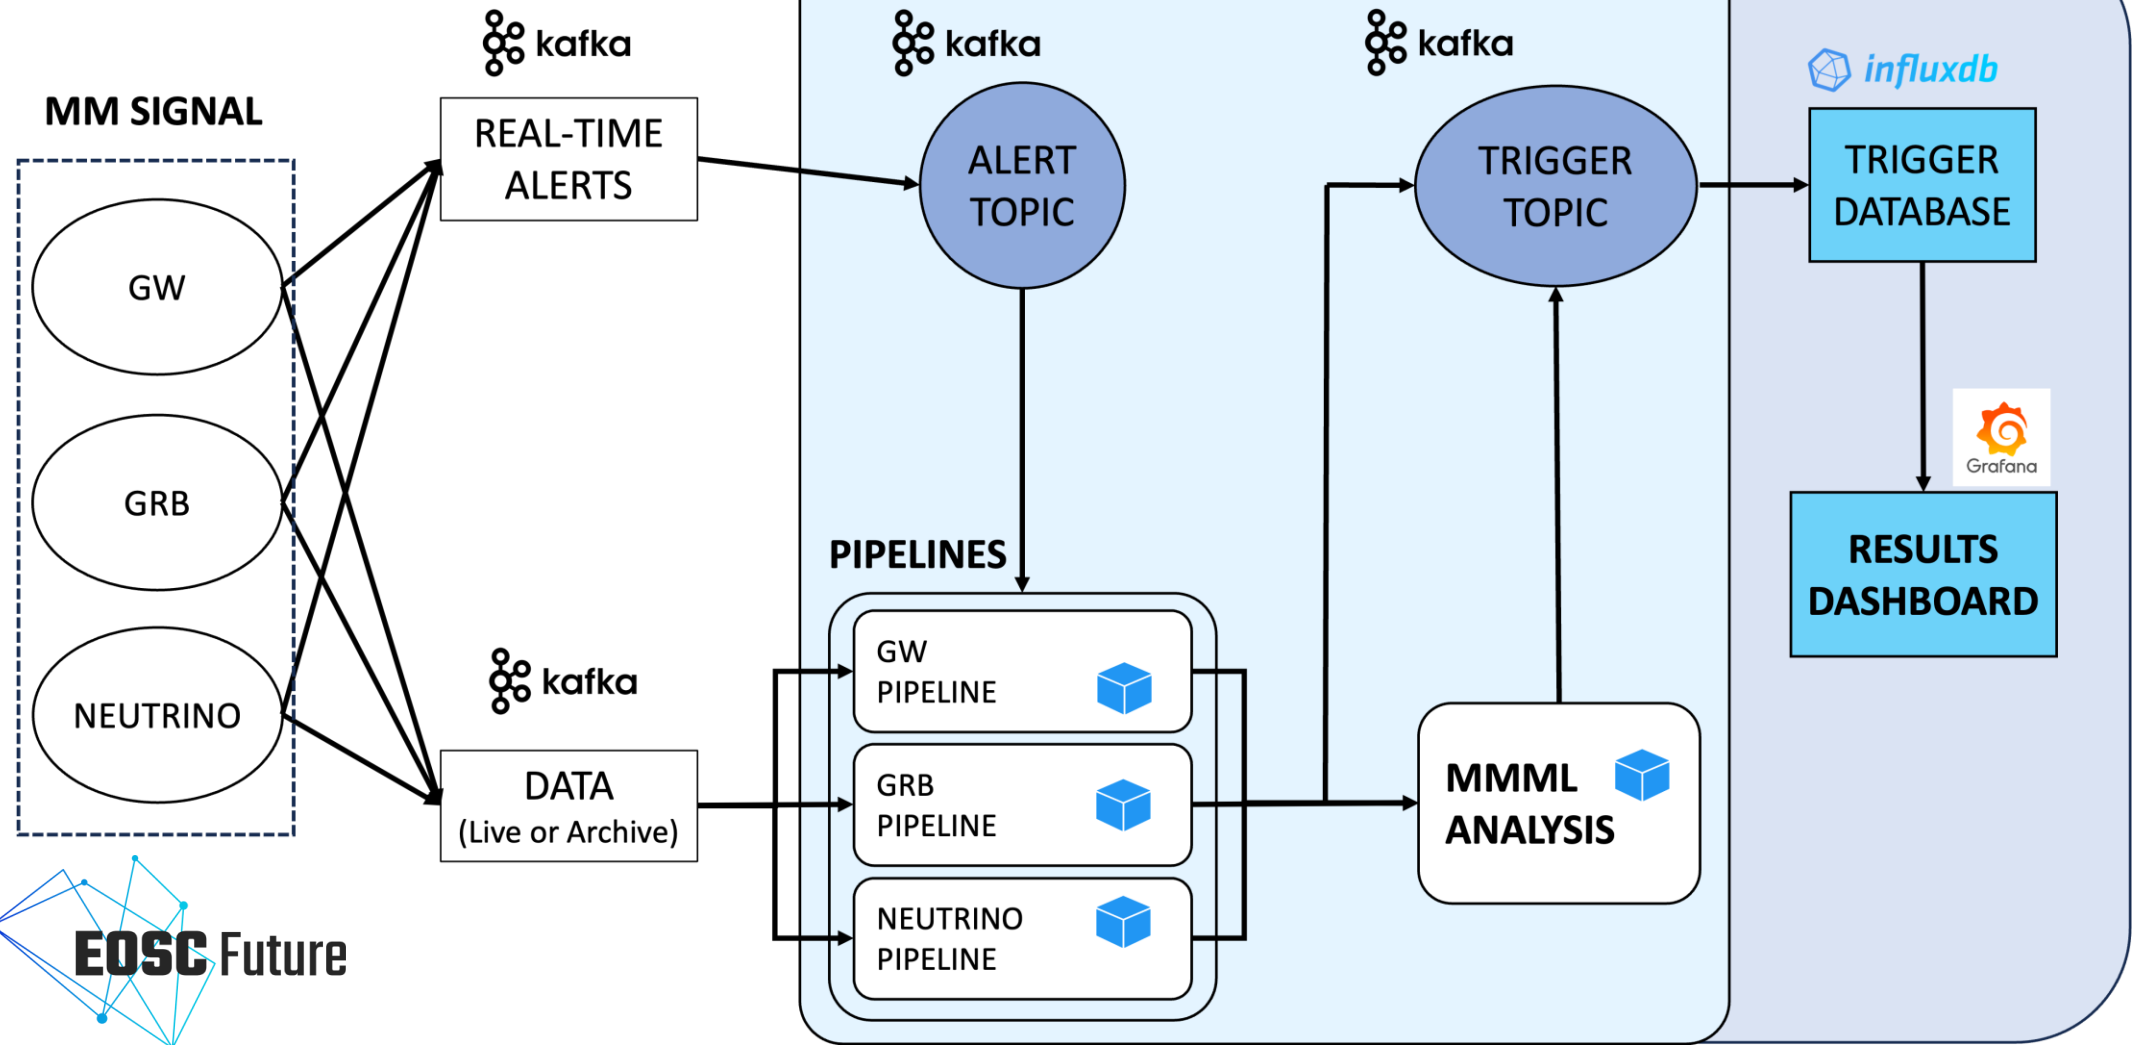 kafka
kafka
kafka
influxdb
MM SIGNAL
REAL-TIME
ALERTS
ALERT
TOPIC
TRIGGER
TOPIC
TRIGGER
DATABASE
GW
GRB
NEUTRINO
Grafana
RESULTS
DASHBOARD
PIPELINES
kafka
DATA
(Live or Archive)
GW
PIPELINE
GRB
PIPELINE
NEUTRINO
PIPELINE
MMML
ANALYSIS
EOSC Future